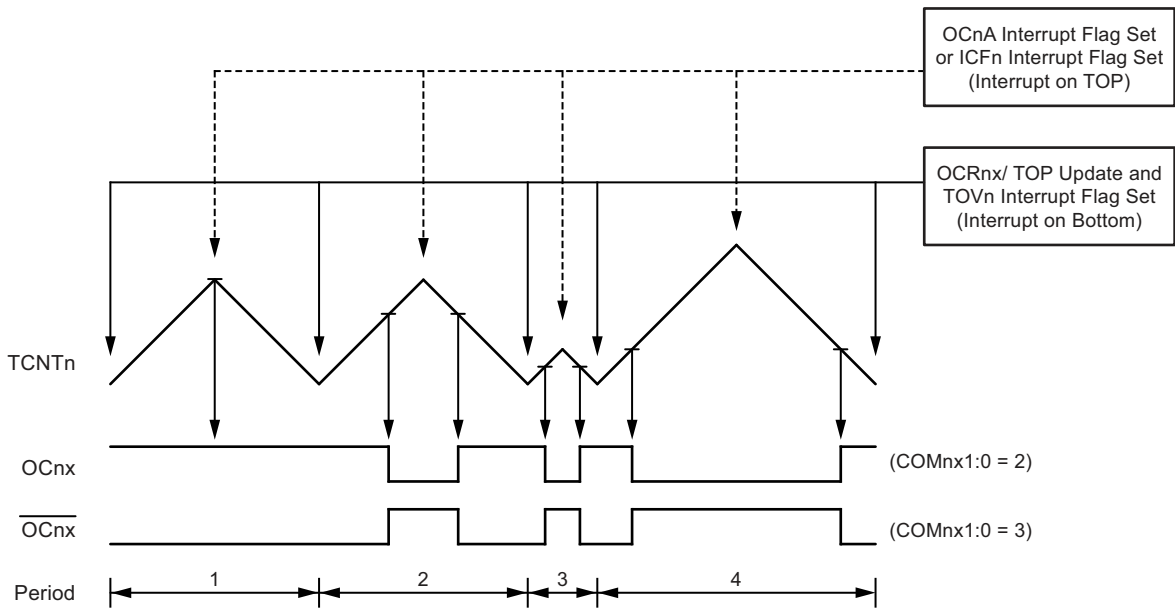 OCnA Interrupt Flag Set
or ICFn Interrupt Flag Set
(Interrupt on TOP)
OCRnx/ TOP Update and
TOVn Interrupt Flag Set
(Interrupt on Bottom)
TCNTn
OCnx
(COMnx1:0 = 2)
OCnx
(COMnx1:0 = 3)
Period
1
2
3
4